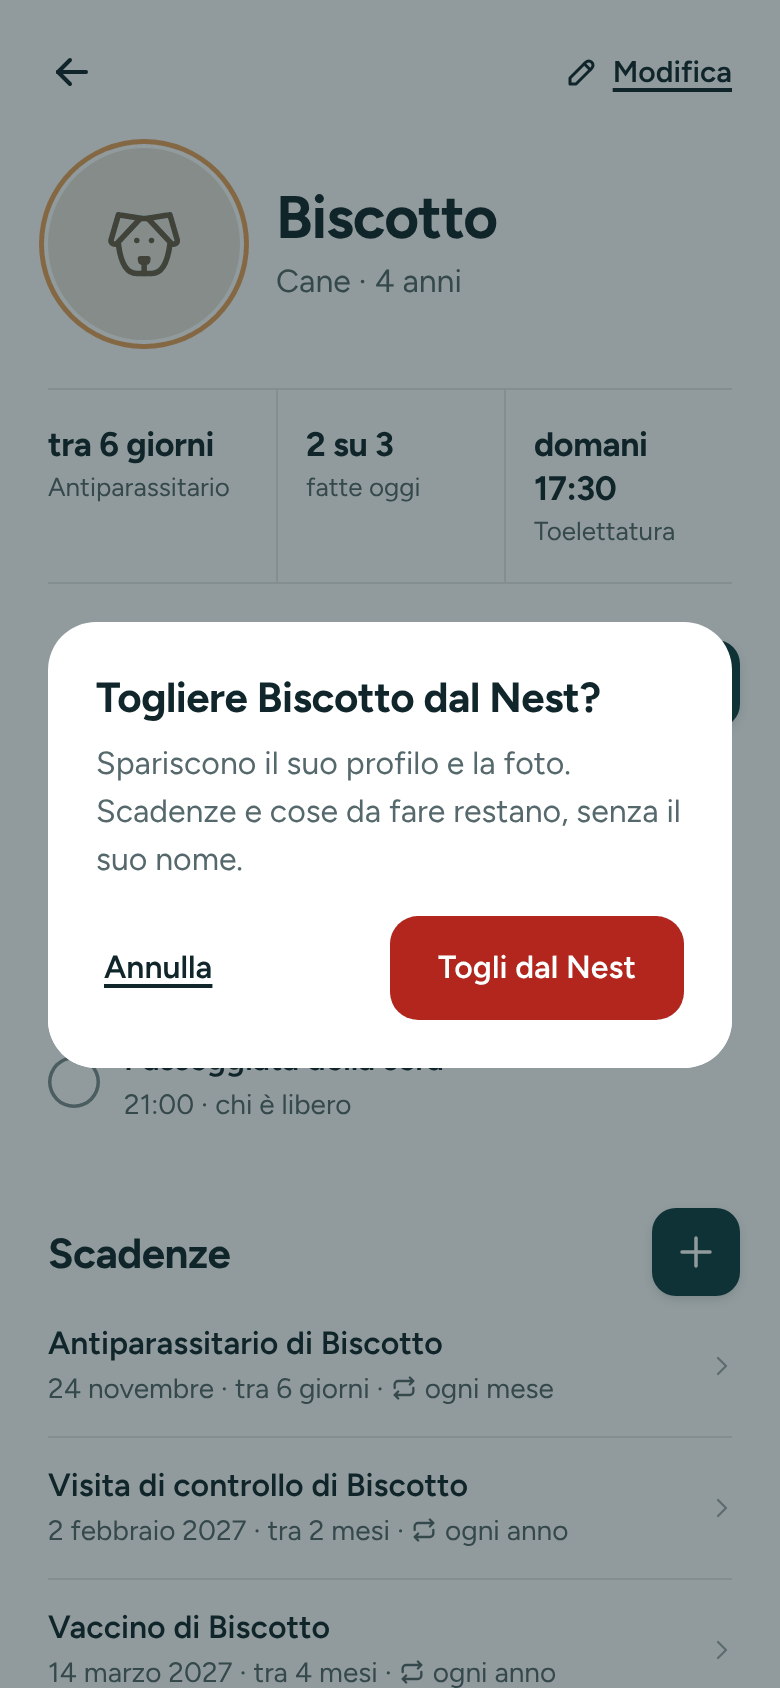 Modifica
Biscotto
Cane · 4 anni
tra 6 giorni
Antiparassitario
2 su 3
fatte oggi
domani
17:30
Toelettatura
Togliere Biscotto dal Nest?
Spariscono il suo profilo e la foto.
Scadenze e cose da fare restano, senza il
suo nome.
Annulla
Togli dal Nest
21:00 · chi è libero
Scadenze
Antiparassitario di Biscotto
24 novembre · tra 6 giorni · ogni mese
Visita di controllo di Biscotto
2 febbraio 2027 · tra 2 mesi · ogni anno
Vaccino di Biscotto
14 marzo 2027 · tra 4 mesi · ogni anno